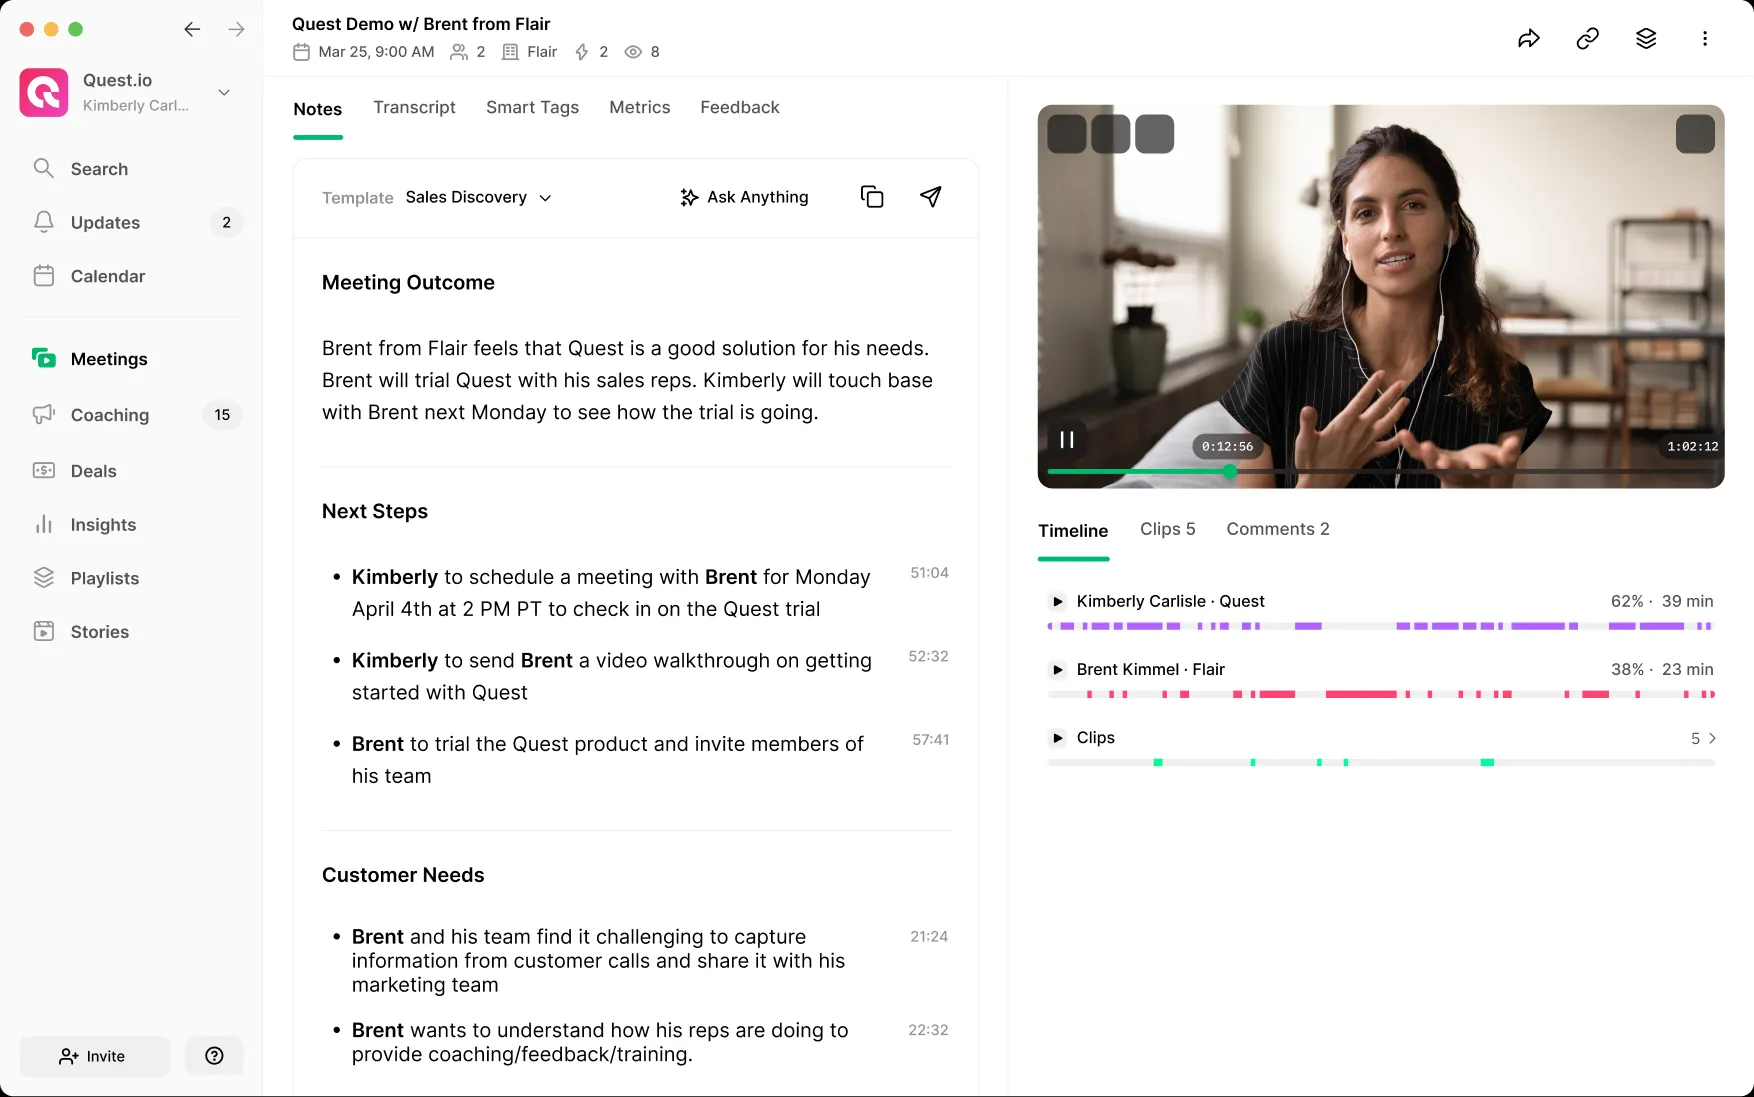 Quest.io
Kimberly Carl...
Search
Updates 2
Calendar
Meetings
Coaching 15
Deals
Insights
Playlists
Stories
Invite
Quest Demo w/ Brent from Flair
Mar 25, 9:00 AM 2 Flair 2 8
Notes Transcript Smart Tags Metrics Feedback
Template Sales Discovery Ask Anything
Meeting Outcome
Brent from Flair feels that Quest is a good solution for his needs.
Brent will trial Quest with his sales reps. Kimberly will touch base
with Brent next Monday to see how the trial is going.
Next Steps
• Kimberly to schedule a meeting with Brent for Monday 51:04
April 4th at 2 PM PT to check in on the Quest trial
• Kimberly to send Brent a video walkthrough on getting 52:32
started with Quest
• Brent to trial the Quest product and invite members of 57:41
his team
Customer Needs
• Brent and his team find it challenging to capture 21:24
information from customer calls and share it with his
marketing team
• Brent wants to understand how his reps are doing to 22:32
provide coaching/feedback/training.
0:12:56 1:02:12
Timeline Clips 5 Comments 2
Kimberly Carlisle · Quest 62% · 39 min
Brent Kimmel · Flair 38% · 23 min
Clips 5